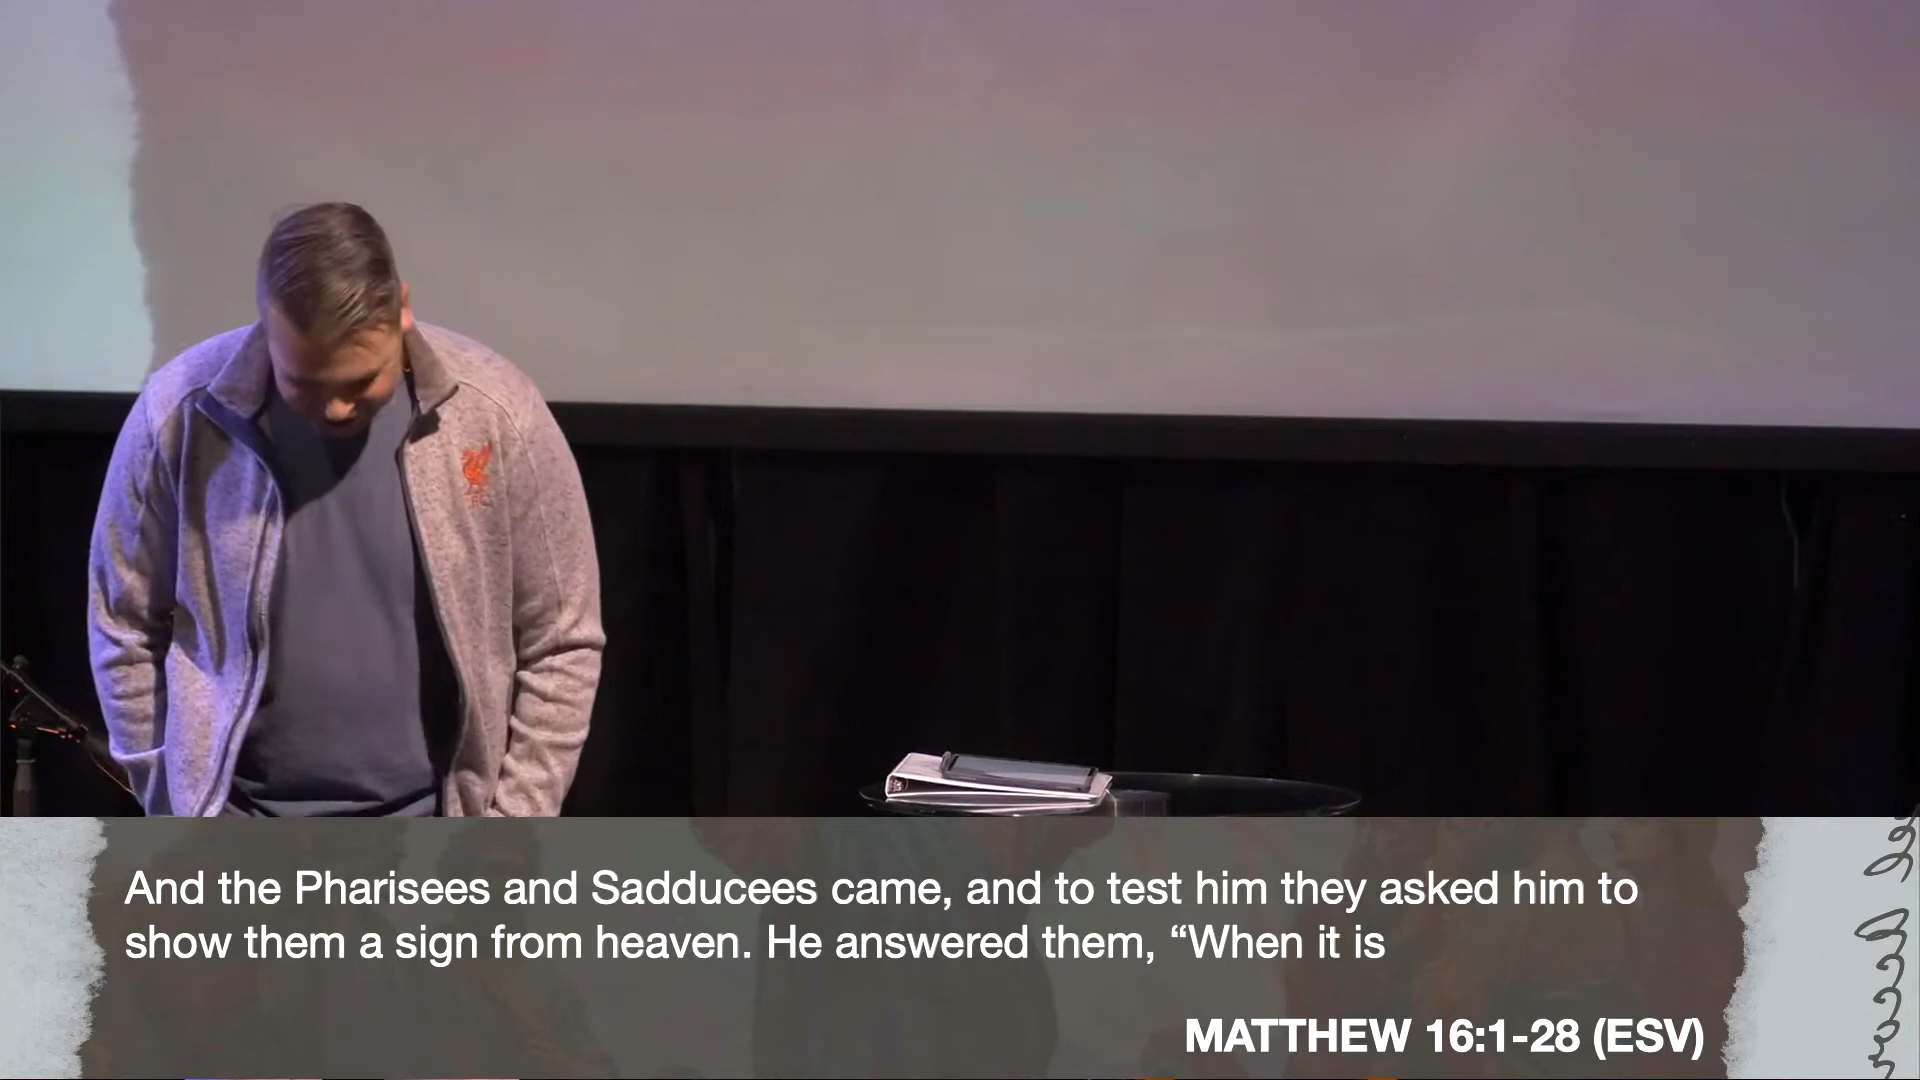 And the Pharisees and Sadducees came, and to test him they asked him to
show them a sign from heaven. He answered them, “When it is
MATTHEW 16:1-28 (ESV)